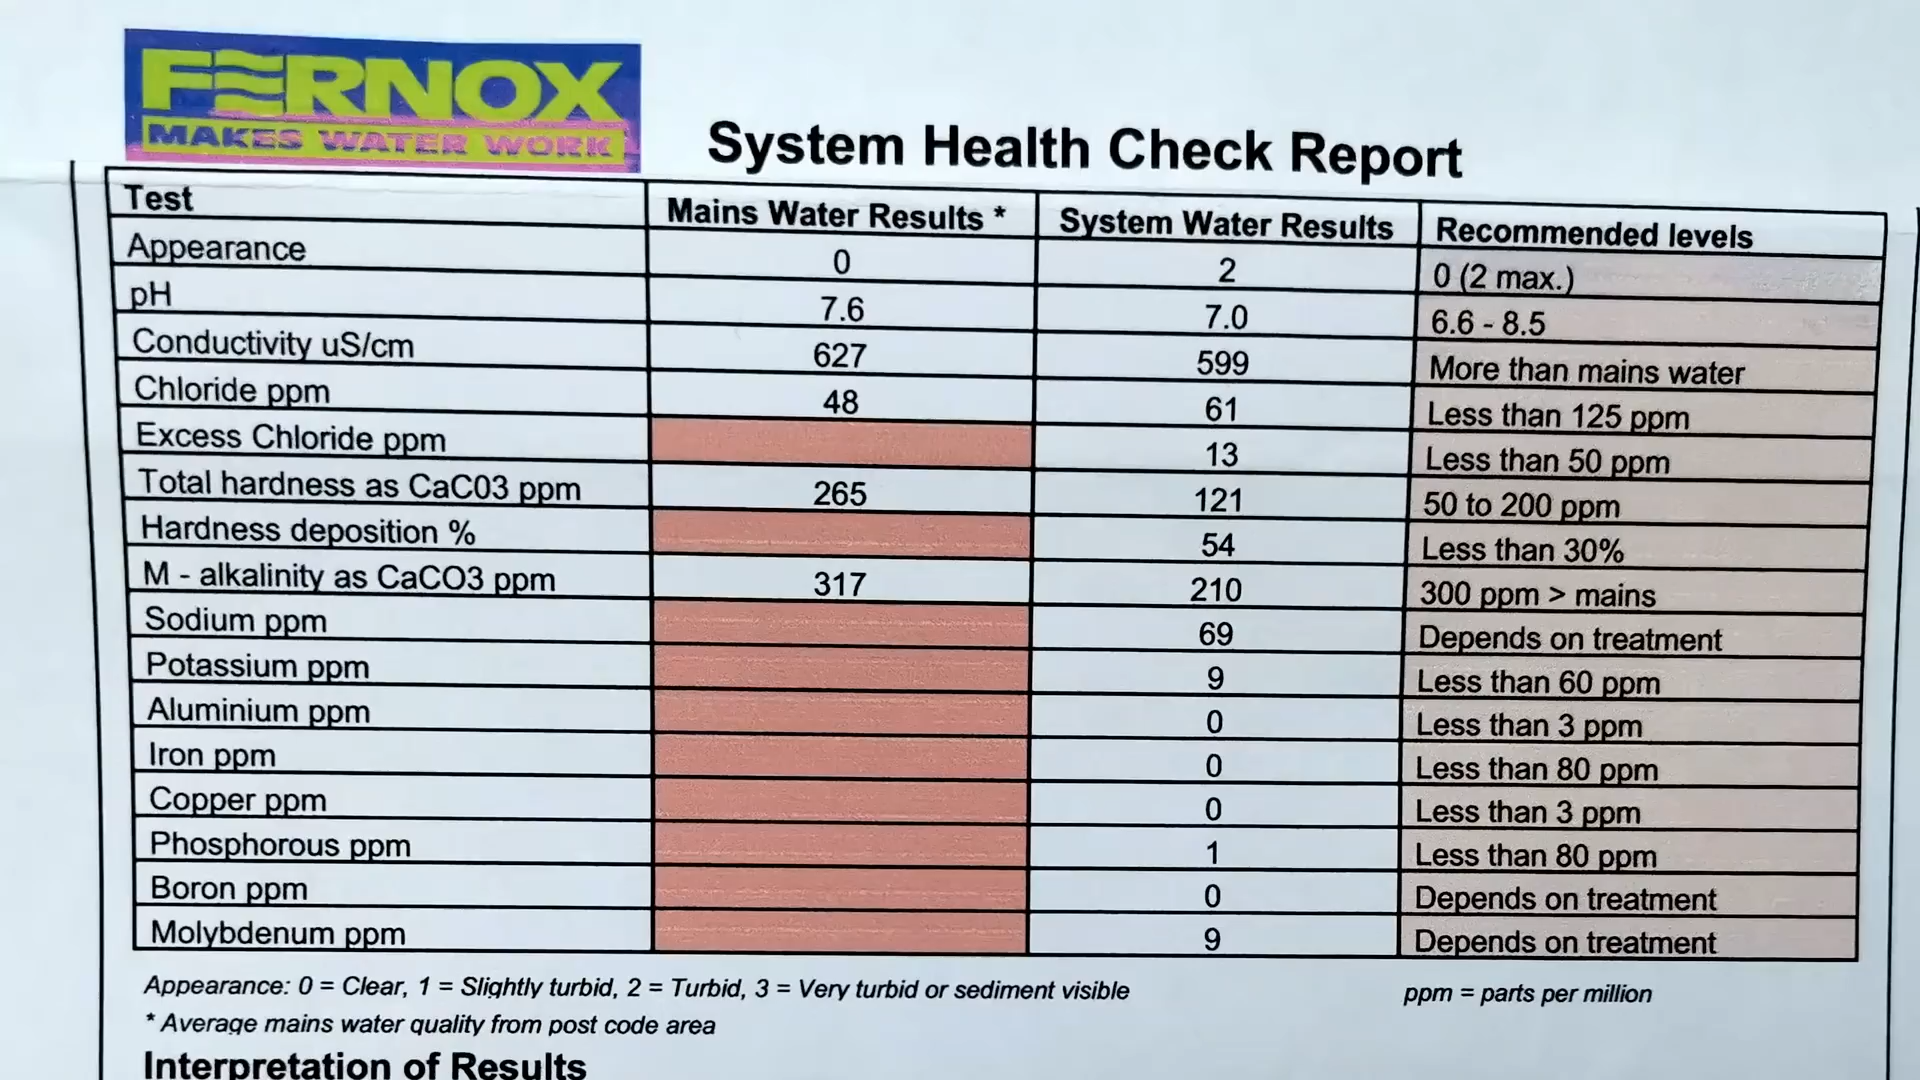 FERNOX
MAKES WATER WORK
System Health Check Report
Test Mains Water Results * System Water Results Recommended levels
Appearance 0 2 0 (2 max.)
pH 7.6 7.0 6.6 - 8.5
Conductivity uS/cm 627 599 More than mains water
Chloride ppm 48 61 Less than 125 ppm
Excess Chloride ppm 13 Less than 50 ppm
Total hardness as CaC03 ppm 265 121 50 to 200 ppm
Hardness deposition % 54 Less than 30%
M - alkalinity as CaCO3 ppm 317 210 300 ppm > mains
Sodium ppm 69 Depends on treatment
Potassium ppm 9 Less than 60 ppm
Aluminium ppm 0 Less than 3 ppm
Iron ppm 0 Less than 80 ppm
Copper ppm 0 Less than 3 ppm
Phosphorous ppm 1 Less than 80 ppm
Boron ppm 0 Depends on treatment
Molybdenum ppm 9 Depends on treatment
Appearance: 0 = Clear, 1 = Slightly turbid, 2 = Turbid, 3 = Very turbid or sediment visible ppm = parts per million
* Average mains water quality from post code area
Interpretation of Results